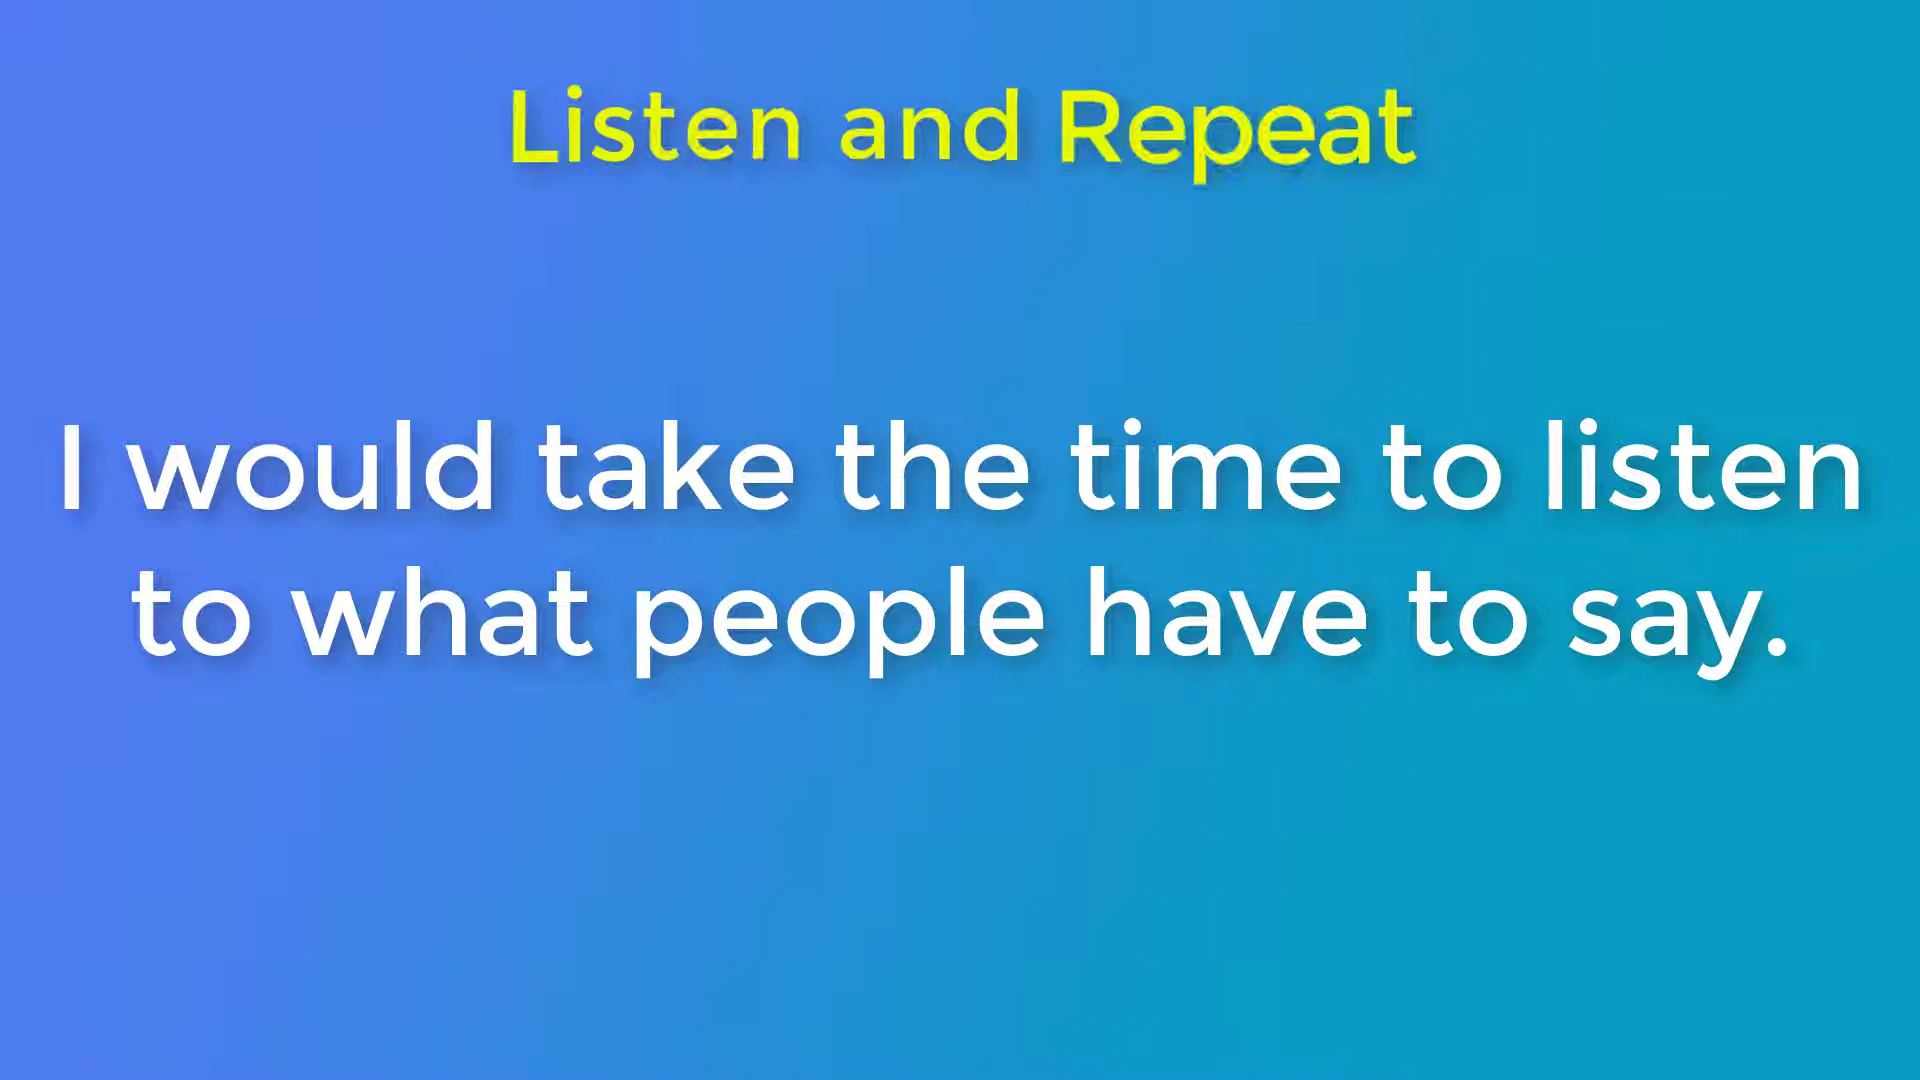 Listen and Repeat
I would take the time to listen
to what people have to say.